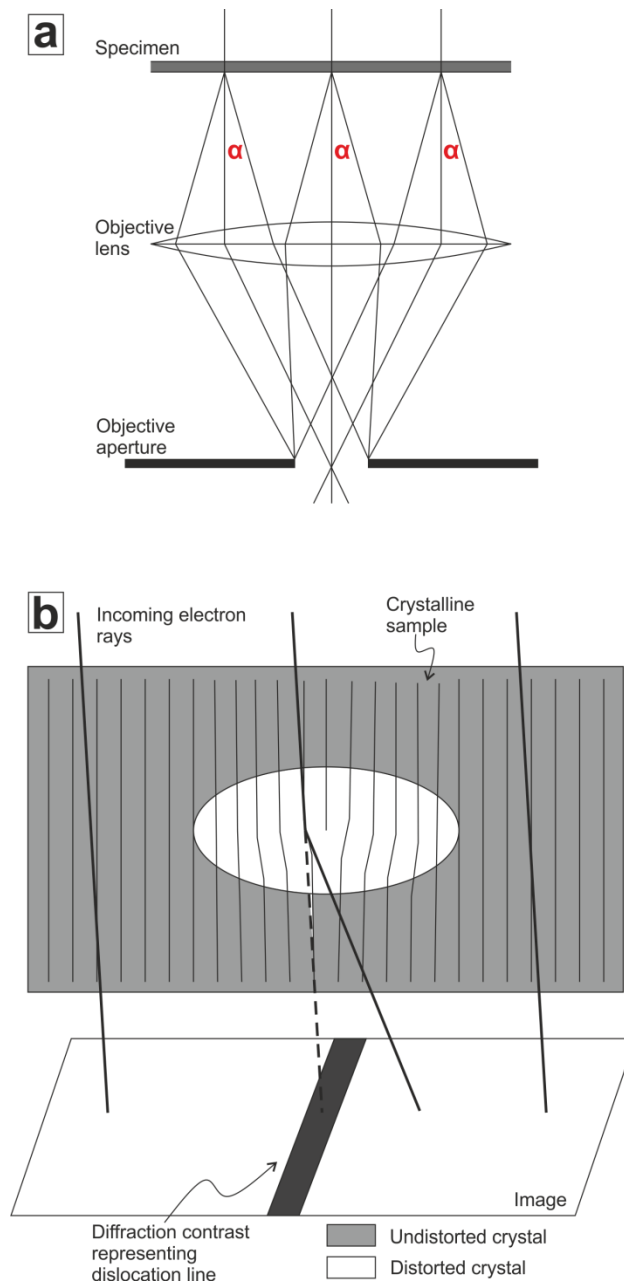 a
Specimen
α
α
α
Objective
lens
Objective
aperture
b
Incoming electron
rays
Crystalline
sample
Image
Diffraction contrast
representing
dislocation line
Undistorted crystal
Distorted crystal